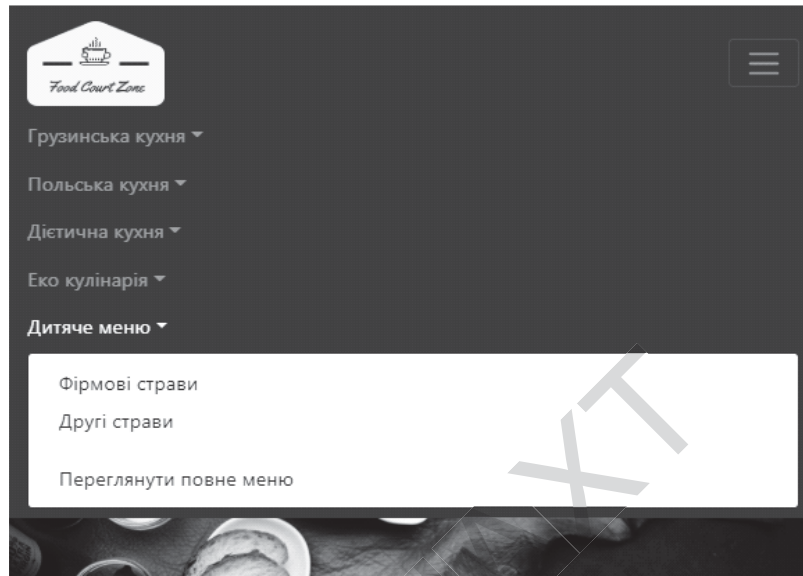 Food Court Zone
Грузинська кухня
Польська кухня
Дієтична кухня
Еко кулінарія
Дитяче меню
Фірмові страви
Другі страви
Переглянути повне меню